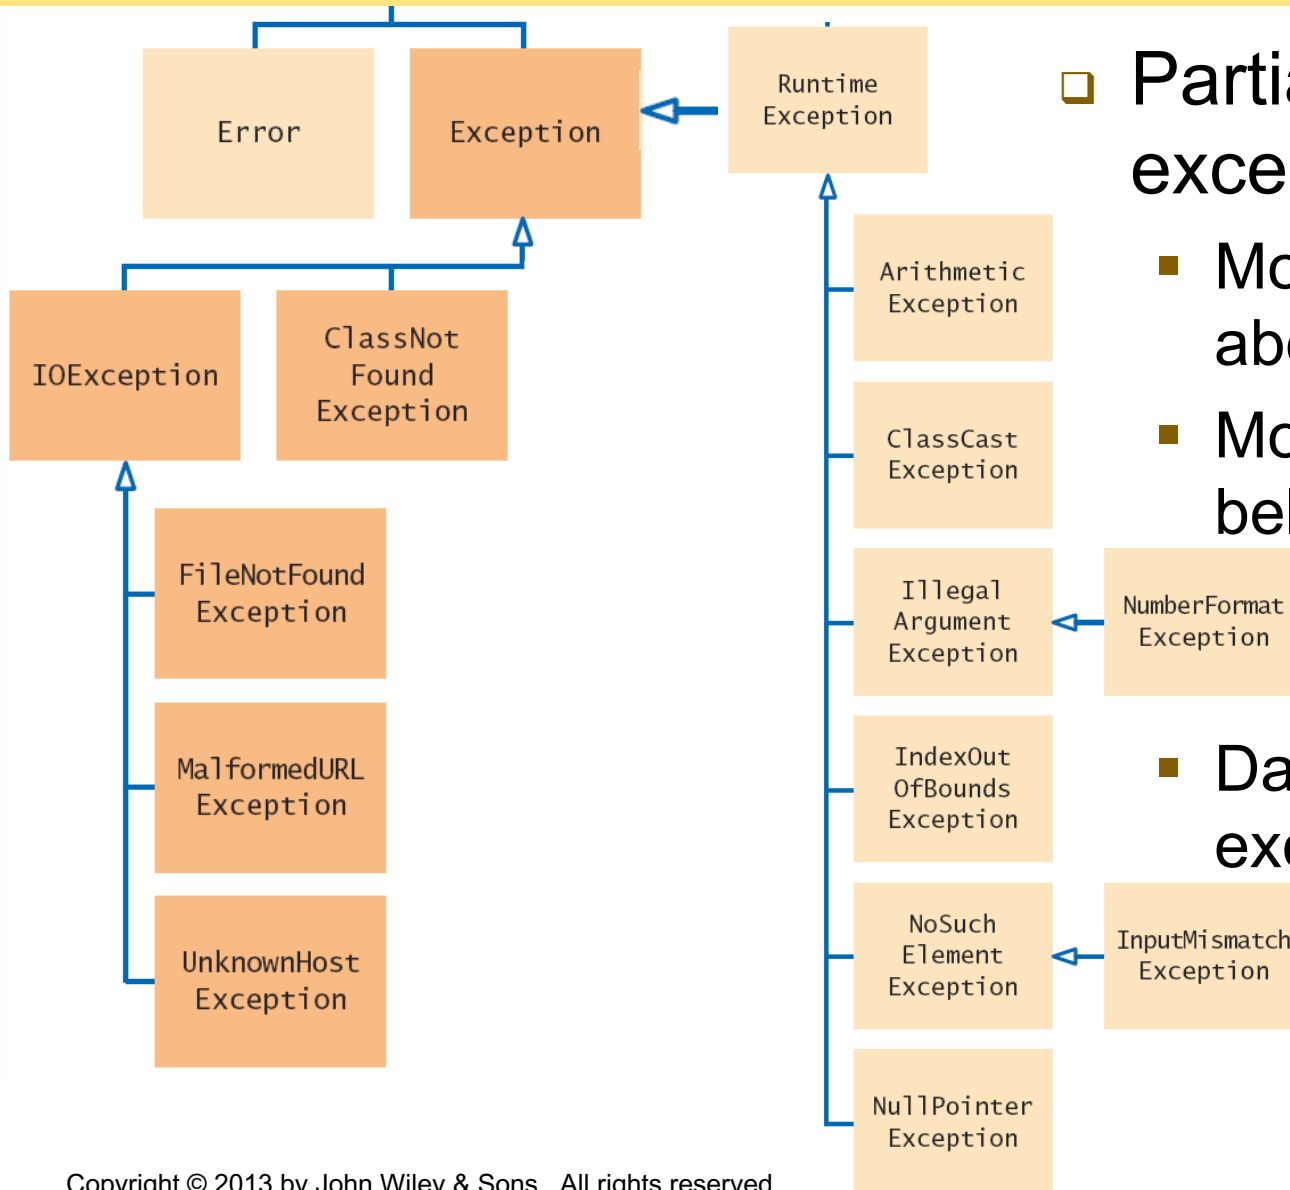 Error
Exception
Runtime
Exception
IOException
ClassNot
Found
Exception
FileNotFound
Exception
MalformedURL
Exception
UnknownHost
Exception
Arithmetic
Exception
ClassCast
Exception
Illegal
Argument
Exception
NumberFormat
Exception
IndexOut
OfBounds
Exception
NoSuch
Element
Exception
InputMismatch
Exception
NullPointer
Exception
Copyright © 2013 by John Wiley & Sons. All rights reserved